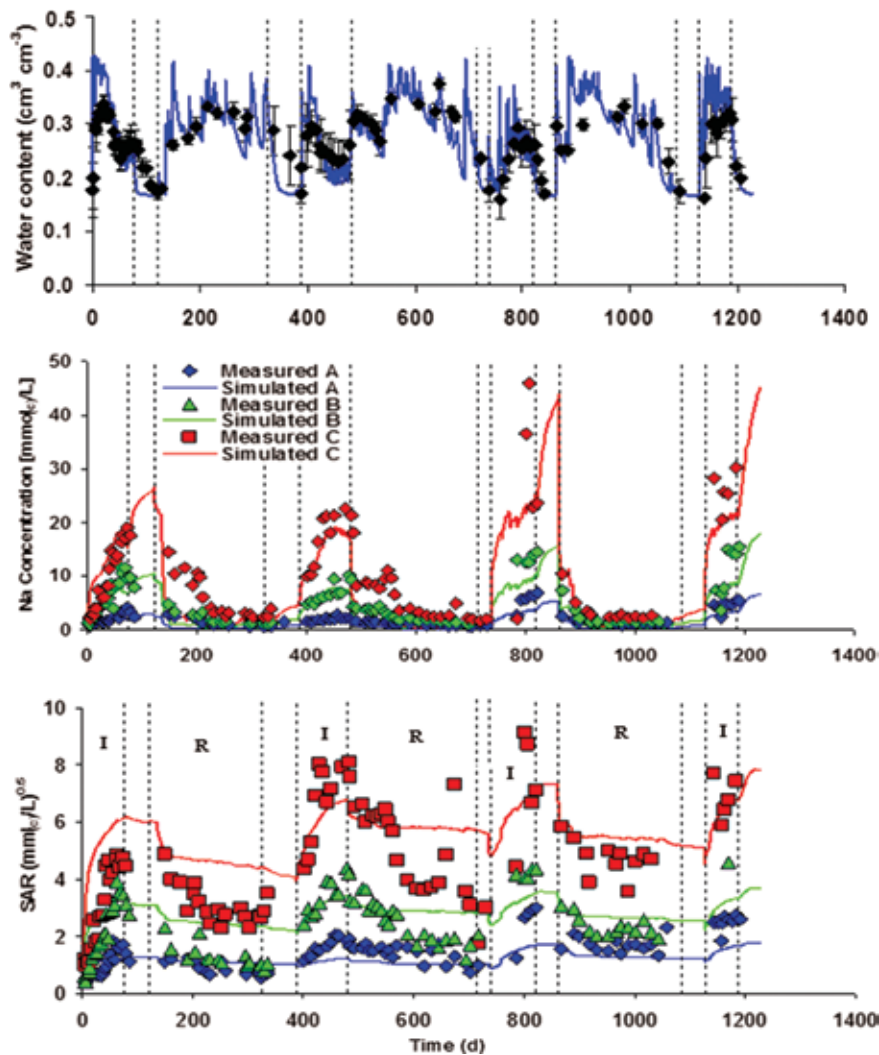 0.5
0.4
0.3
0.2
0.1
0.0
Water content (cm³ cm⁻³)
0 200 400 600 800 1000 1200 1400
50
40
30
20
10
0
Na Concentration [mmol(c)/L)
Measured A
Simulated A
Measured B
Simulated B
Measured C
Simulated C
0 200 400 600 800 1000 1200 1400
10
8
6
4
2
0
SAR (mml(c)/L)^0.5
I R I R I R I
0 200 400 600 800 1000 1200 1400
Time (d)